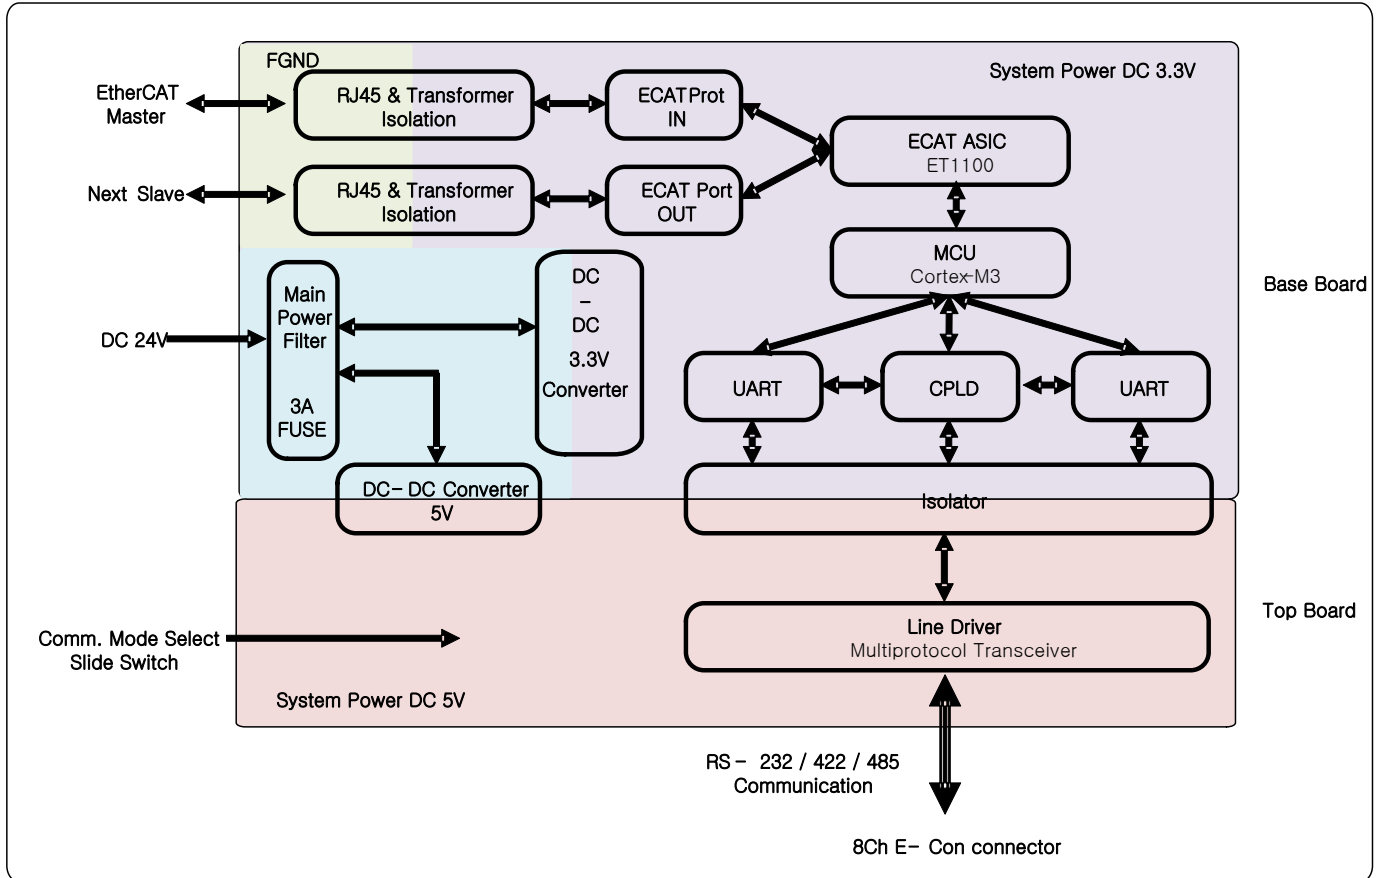 FGND
System Power DC 3.3V
EtherCAT
Master
RJ45 & Transformer
Isolation
ECATProt
IN
ECAT ASIC
ET1100
Next Slave
RJ45 & Transformer
Isolation
ECAT Port
OUT
MCU
Cortex-M3
Base Board
DC 24V
Main
Power
Filter
3A
FUSE
DC
-
DC
3.3V
Converter
UART
CPLD
UART
DC- DC Converter
5V
Isolator
Top Board
Comm. Mode Select
Slide Switch
Line Driver
Multiprotocol Transceiver
System Power DC 5V
RS- 232 / 422 / 485
Communication
8Ch E- Con connector